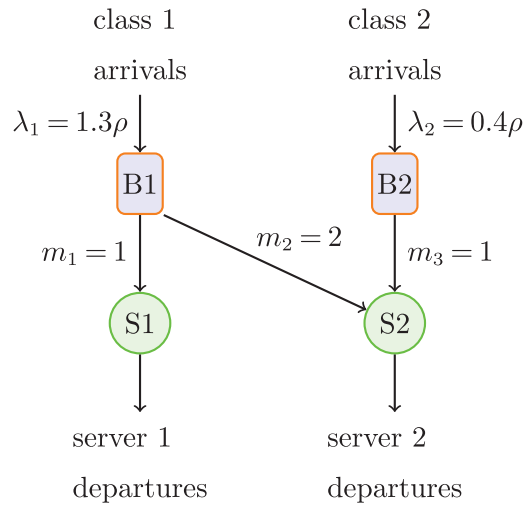 class 1
class 2
arrivals
arrivals
λ₁ = 1.3ρ
λ₂ = 0.4ρ
B1
B2
m₁ = 1
m₂ = 2
m₃ = 1
S1
S2
server 1
server 2
departures
departures